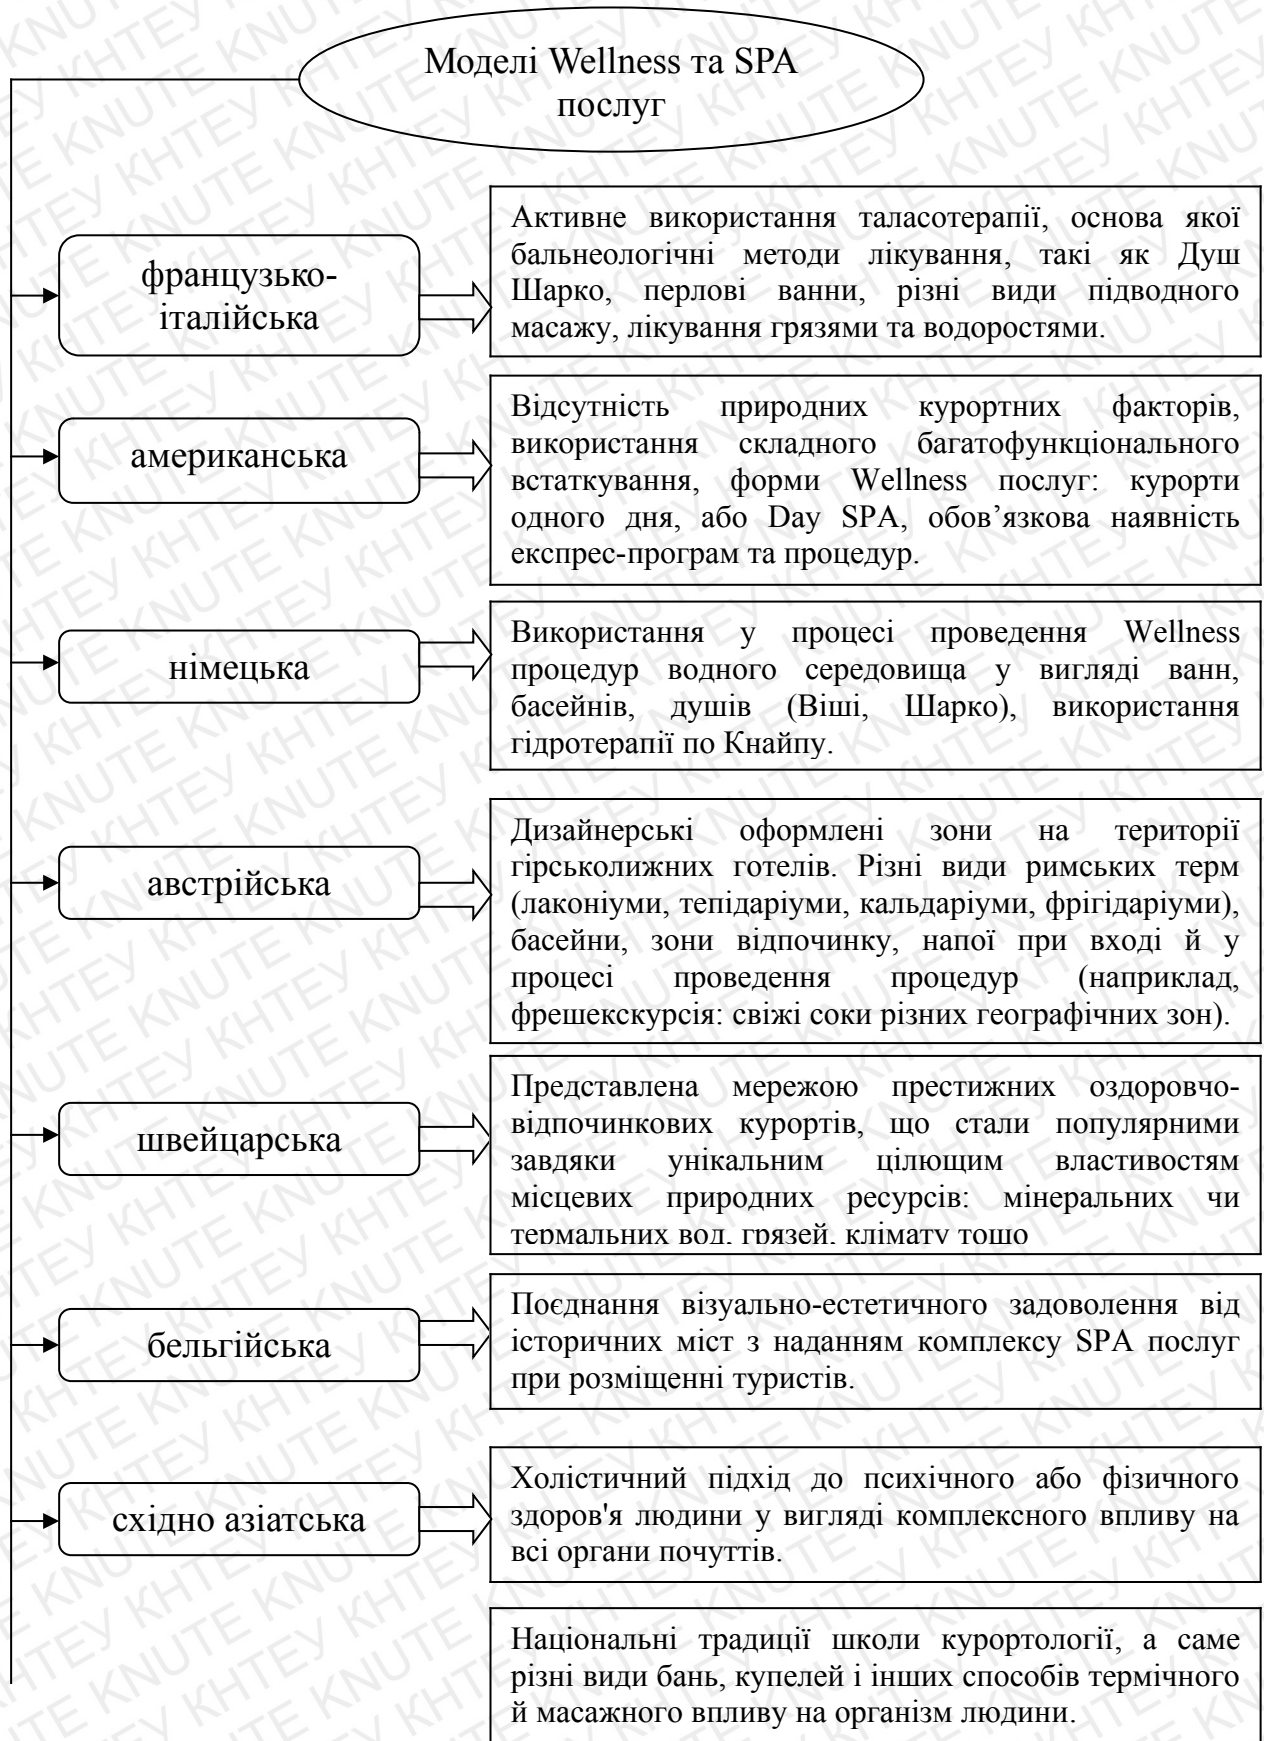 Моделі Wellness та SPA
послуг
французько-
італійська
Активне використання таласотерапії, основа якої
бальнеологічні методи лікування, такі як Душ
Шарко, перлові ванни, різні види підводного
масажу, лікування грязями та водоростями.
американська
Відсутність природних курортних факторів,
використання складного багатофункціонального
встаткування, форми Wellness послуг: курорти
одного дня, або Day SPA, обов’язкова наявність
експрес-програм та процедур.
німецька
Використання у процесі проведення Wellness
процедур водного середовища у вигляді ванн,
басейнів, душів (Віші, Шарко), використання
гідротерапії по Кнайпу.
австрійська
Дизайнерські оформлені зони на території
гірськолижних готелів. Різні види римських терм
(лаконіуми, тепідаріуми, кальдаріуми, фрігідаріуми),
басейни, зони відпочинку, напої при вході й у
процесі проведення процедур (наприклад,
фрешекскурсія: свіжі соки різних географічних зон).
швейцарська
Представлена мережою престижних оздоровчо-
відпочинкових курортів, що стали популярними
завдяки унікальним цілющим властивостям
місцевих природних ресурсів: мінеральних чи
термальних вод, грязей, клімату тощо
бельгійська
Поєднання візуально-естетичного задоволення від
історичних міст з наданням комплексу SPA послуг
при розміщенні туристів.
східно азіатська
Холістичний підхід до психічного або фізичного
здоров'я людини у вигляді комплексного впливу на
всі органи почуттів.
Національні традиції школи курортології, а саме
різні види бань, купелей і інших способів термічного
й масажного впливу на організм людини.